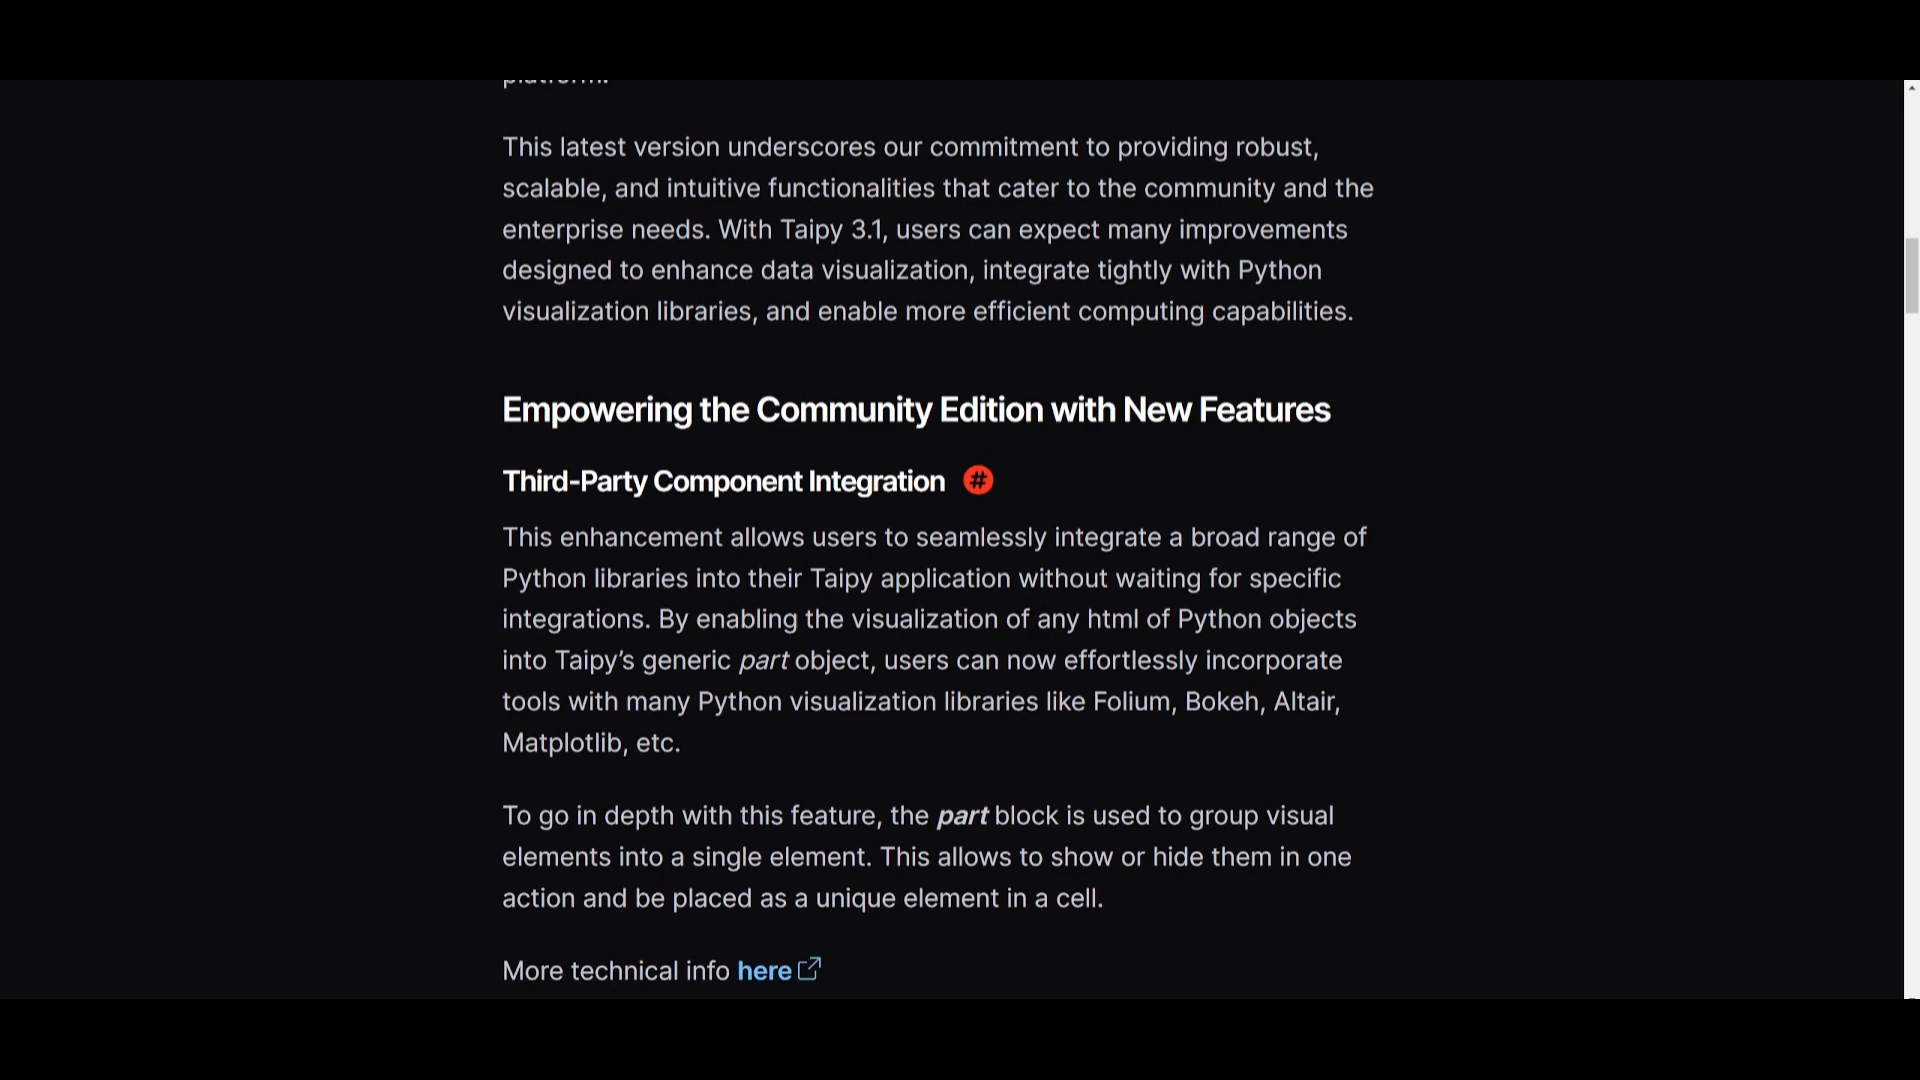 This latest version underscores our commitment to providing robust,
scalable, and intuitive functionalities that cater to the community and the
enterprise needs. With Taipy 3.1, users can expect many improvements
designed to enhance data visualization, integrate tightly with Python
visualization libraries, and enable more efficient computing capabilities.
Empowering the Community Edition with New Features
Third-Party Component Integration #
This enhancement allows users to seamlessly integrate a broad range of
Python libraries into their Taipy application without waiting for specific
integrations. By enabling the visualization of any html of Python objects
into Taipy’s generic part object, users can now effortlessly incorporate
tools with many Python visualization libraries like Folium, Bokeh, Altair,
Matplotlib, etc.
To go in depth with this feature, the part block is used to group visual
elements into a single element. This allows to show or hide them in one
action and be placed as a unique element in a cell.
More technical info here